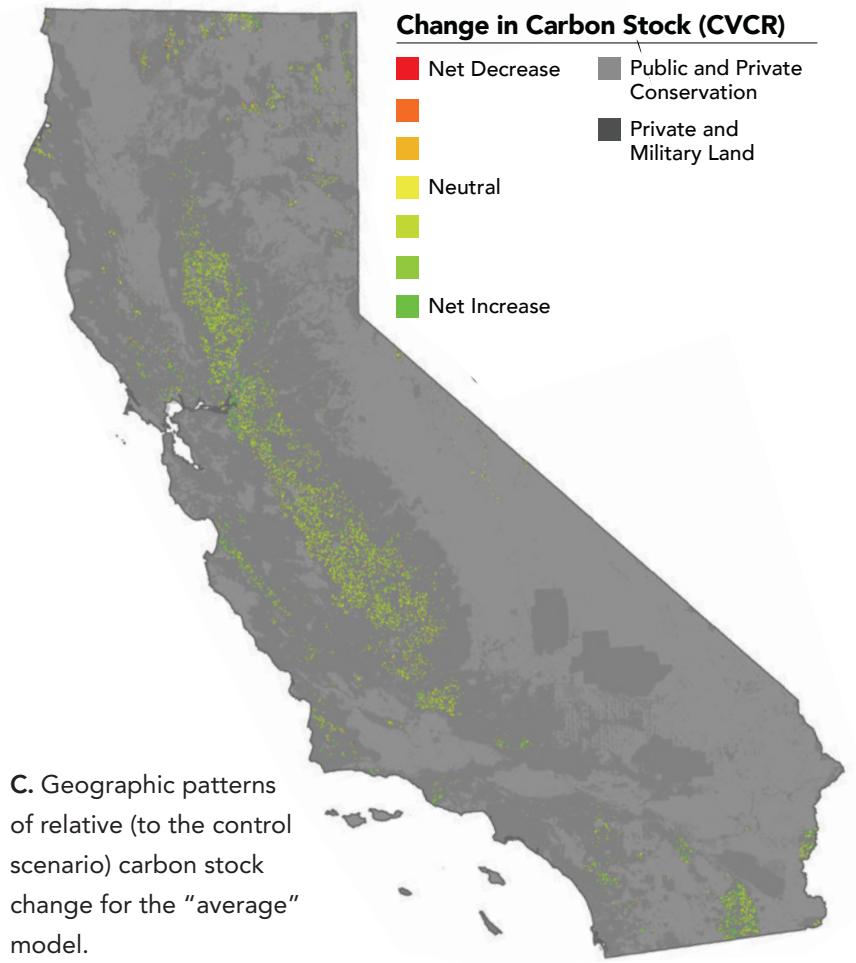 Change in Carbon Stock (CVCR)
Net Decrease
Neutral
Net Increase
Public and Private
Conservation
Private and
Military Land
C. Geographic patterns
of relative (to the control
scenario) carbon stock
change for the “average”
model.